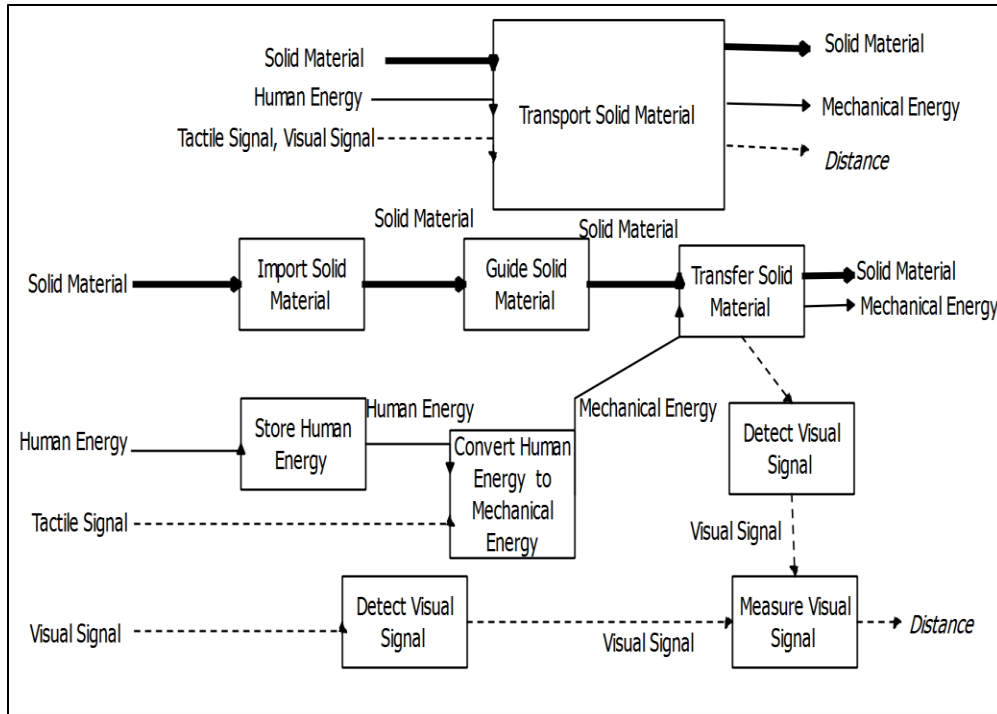 Solid Material
Human Energy
Tactile Signal, Visual Signal
Transport Solid Material
Solid Material
Mechanical Energy
Distance
Solid Material
Import Solid
Material
Solid Material
Guide Solid
Material
Solid Material
Transfer Solid
Material
Solid Material
Mechanical Energy
Human Energy
Store Human
Energy
Human Energy
Convert Human
Energy to
Mechanical
Energy
Mechanical Energy
Detect Visual
Signal
Tactile Signal
Visual Signal
Visual Signal
Detect Visual
Signal
Visual Signal
Measure Visual
Signal
Distance